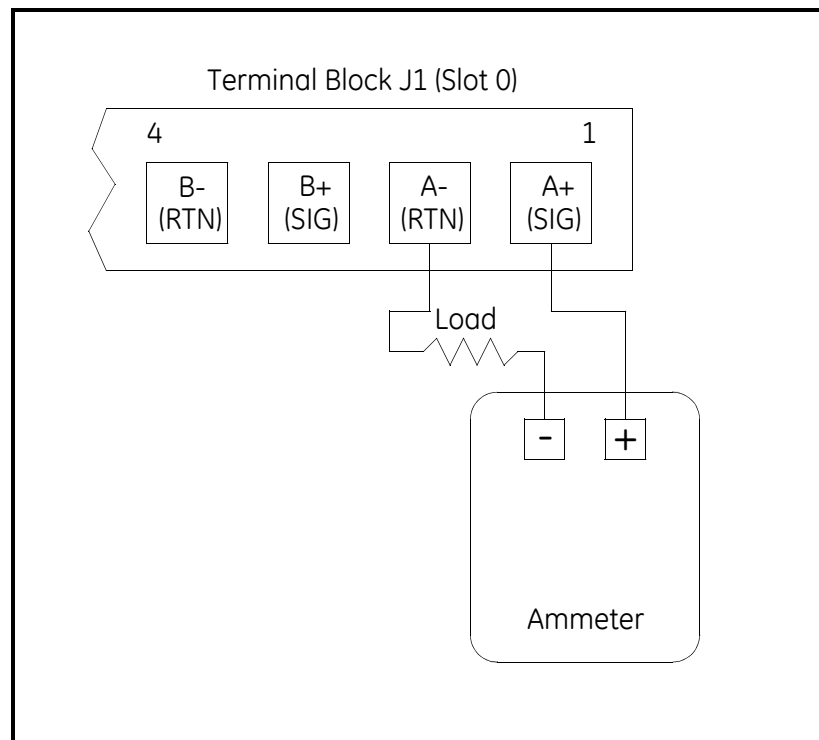 Terminal Block J1 (Slot 0)
4 1
B- B+ A- A+
(RTN) (SIG) (RTN) (SIG)
Load
- +
Ammeter